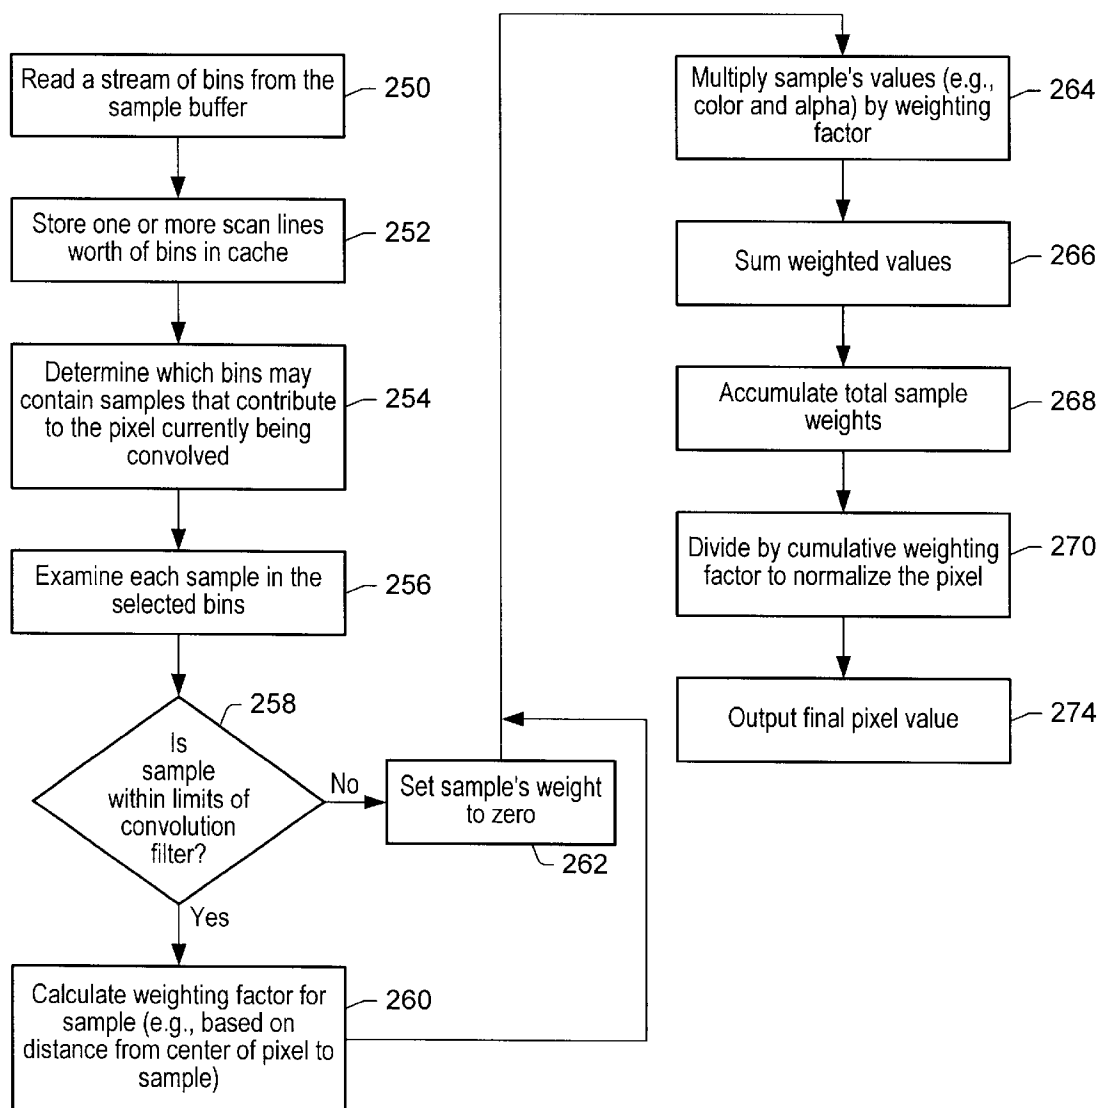 Read a stream of bins from the
sample buffer
250
Store one or more scan lines
worth of bins in cache
252
Determine which bins may
contain samples that contribute
to the pixel currently being
convolved
254
Examine each sample in the
selected bins
256
Is
sample
within limits of
convolution
filter?
258
No
Set sample's weight
to zero
262
Yes
Calculate weighting factor for
sample (e.g., based on
distance from center of pixel to
sample)
260
Multiply sample's values (e.g.,
color and alpha) by weighting
factor
264
Sum weighted values
266
Accumulate total sample
weights
268
Divide by cumulative weighting
factor to normalize the pixel
270
Output final pixel value
274